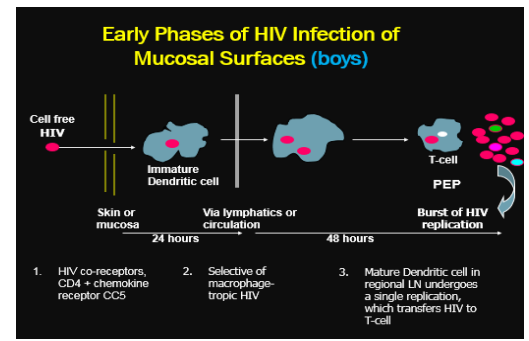 Early Phases of HIV Infection of
Mucosal Surfaces (boys)
Cell free
HIV
Immature
Dendritic cell
T-cell
PEP
Skin or
mucosa
Via lymphatics or
circulation
Burst of HIV
replication
24 hours
48 hours
1. HIV co-receptors,
CD4 + chemokine
receptor CC5
2. Selective of
macrophage-
tropic HIV
3. Mature Dendritic cell in
regional LN undergoes
a single replication,
which transfers HIV to
T-cell